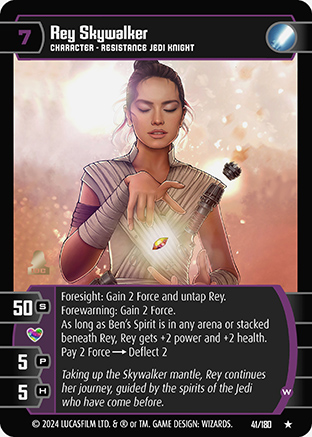 7
Rey Skywalker
CHARACTER - RESISTANCE JEDI KNIGHT
50 S
5 P
5 H
Foresight: Gain 2 Force and untap Rey.
Forewarning: Gain 2 Force.
As long as Ben's Spirit is in any arena or stacked
beneath Rey, Rey gets +2 power and +2 health.
Pay 2 Force → Deflect 2
Taking up the Skywalker mantle, Rey continues
her journey, guided by the spirits of the Jedi
who have come before.
W
© 2024 LUCASFILM LTD. & ® or TM. GAME DESIGN: WIZARDS.
41/180